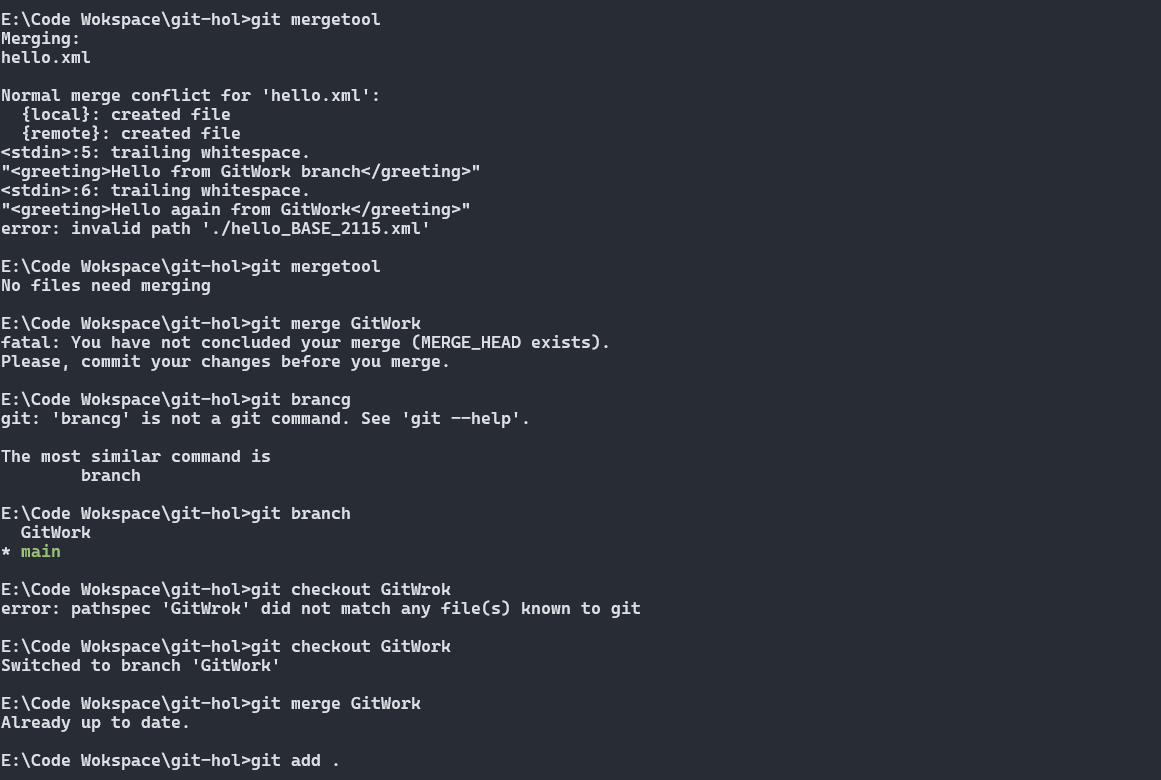 E:\Code Wokspace\git-hol>git mergetool
Merging:
hello.xml

Normal merge conflict for 'hello.xml':
  {local}: created file
  {remote}: created file
<stdin>:5: trailing whitespace.
"<greeting>Hello from GitWork branch</greeting>"
<stdin>:6: trailing whitespace.
"<greeting>Hello again from GitWork</greeting>"
error: invalid path './hello_BASE_2115.xml'

E:\Code Wokspace\git-hol>git mergetool
No files need merging

E:\Code Wokspace\git-hol>git merge GitWork
fatal: You have not concluded your merge (MERGE_HEAD exists).
Please, commit your changes before you merge.

E:\Code Wokspace\git-hol>git brancg
git: 'brancg' is not a git command. See 'git --help'.

The most similar command is
        branch

E:\Code Wokspace\git-hol>git branch
  GitWork
* main

E:\Code Wokspace\git-hol>git checkout GitWrok
error: pathspec 'GitWrok' did not match any file(s) known to git

E:\Code Wokspace\git-hol>git checkout GitWork
Switched to branch 'GitWork'

E:\Code Wokspace\git-hol>git merge GitWork
Already up to date.

E:\Code Wokspace\git-hol>git add .